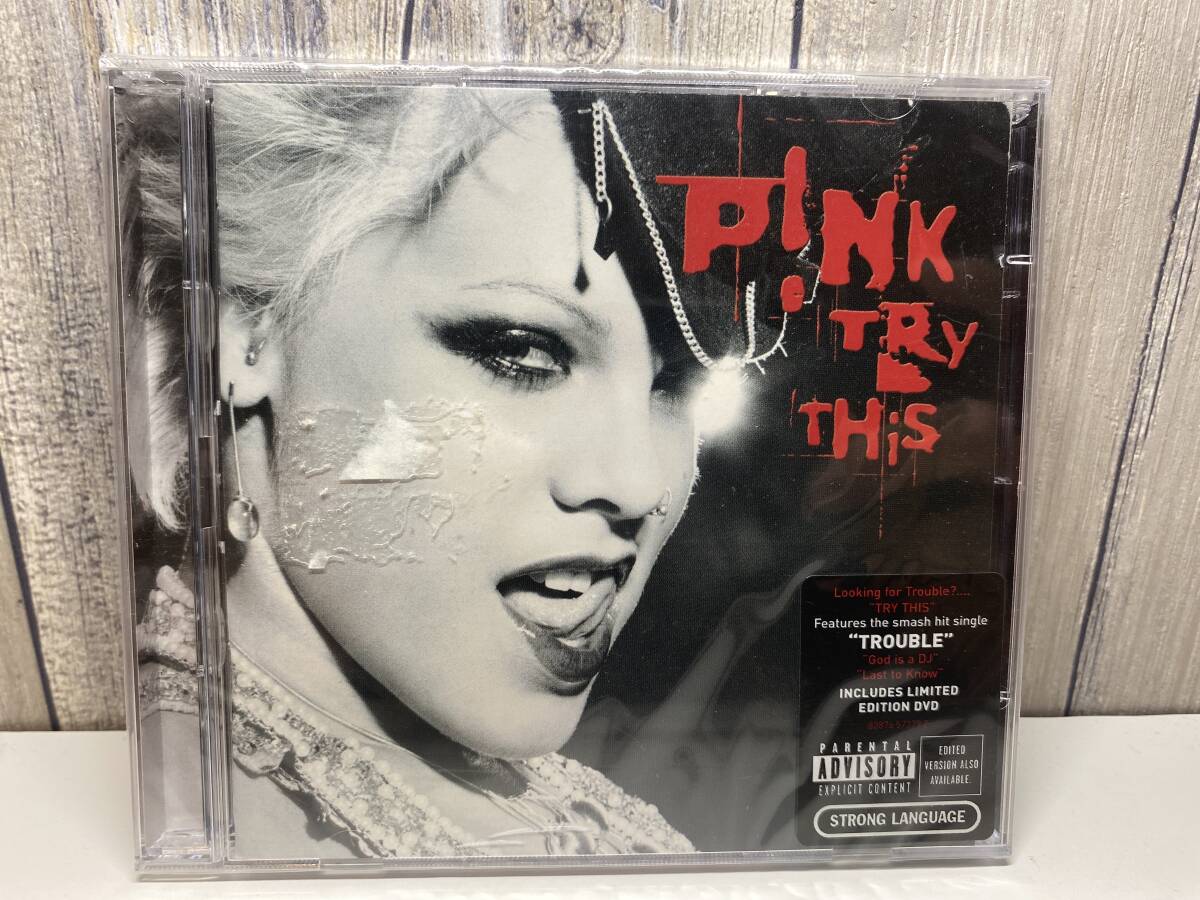 P!NK
TRY
THiS
Looking for Trouble?....
"TRY THIS"
Features the smash hit single
"TROUBLE"
"God is a DJ"
"Last to Know"
INCLUDES LIMITED
EDITION DVD
PARENTAL
ADVISORY
EXPLICIT CONTENT
EDITED
VERSION ALSO
AVAILABLE.
STRONG LANGUAGE